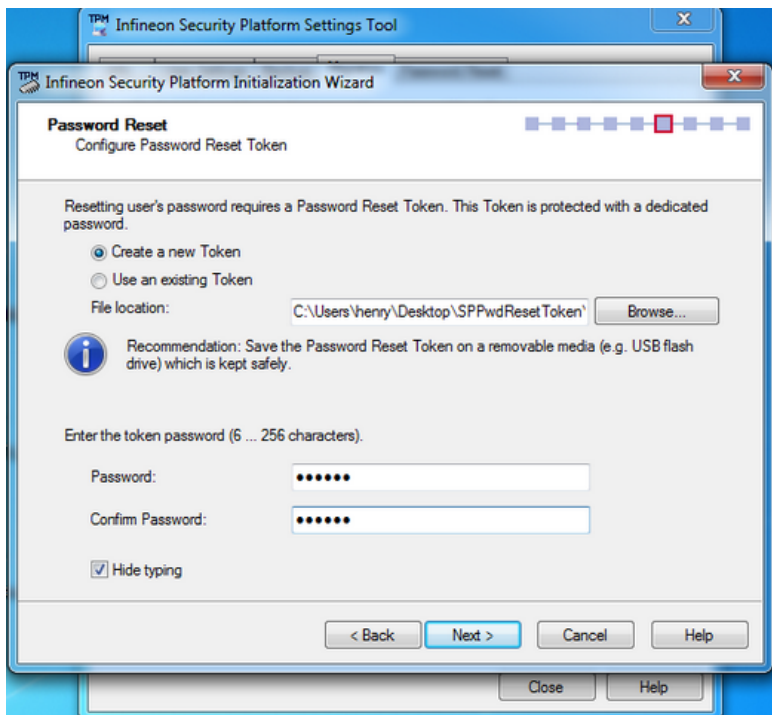 TPM
Infineon Security Platform Settings Tool
TPM
Infineon Security Platform Initialization Wizard
Password Reset
Configure Password Reset Token
Resetting user's password requires a Password Reset Token. This Token is protected with a dedicated
password.
Create a new Token
Use an existing Token
File location: C:\Users\henry\Desktop\SPPwdResetToken Browse...
Recommendation: Save the Password Reset Token on a removable media (e.g. USB flash
drive) which is kept safely.
Enter the token password (6 ... 256 characters).
Password: ••••••
Confirm Password: ••••••
Hide typing
< Back Next > Cancel Help
Close Help